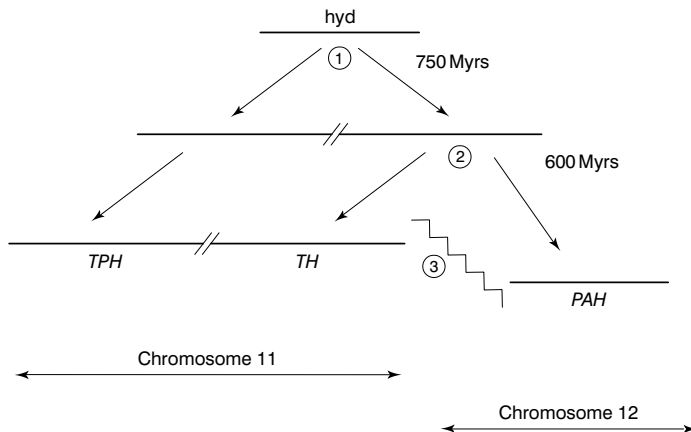 hyd
① 750 Myrs
② 600 Myrs
TPH TH ③ PAH
Chromosome 11
Chromosome 12